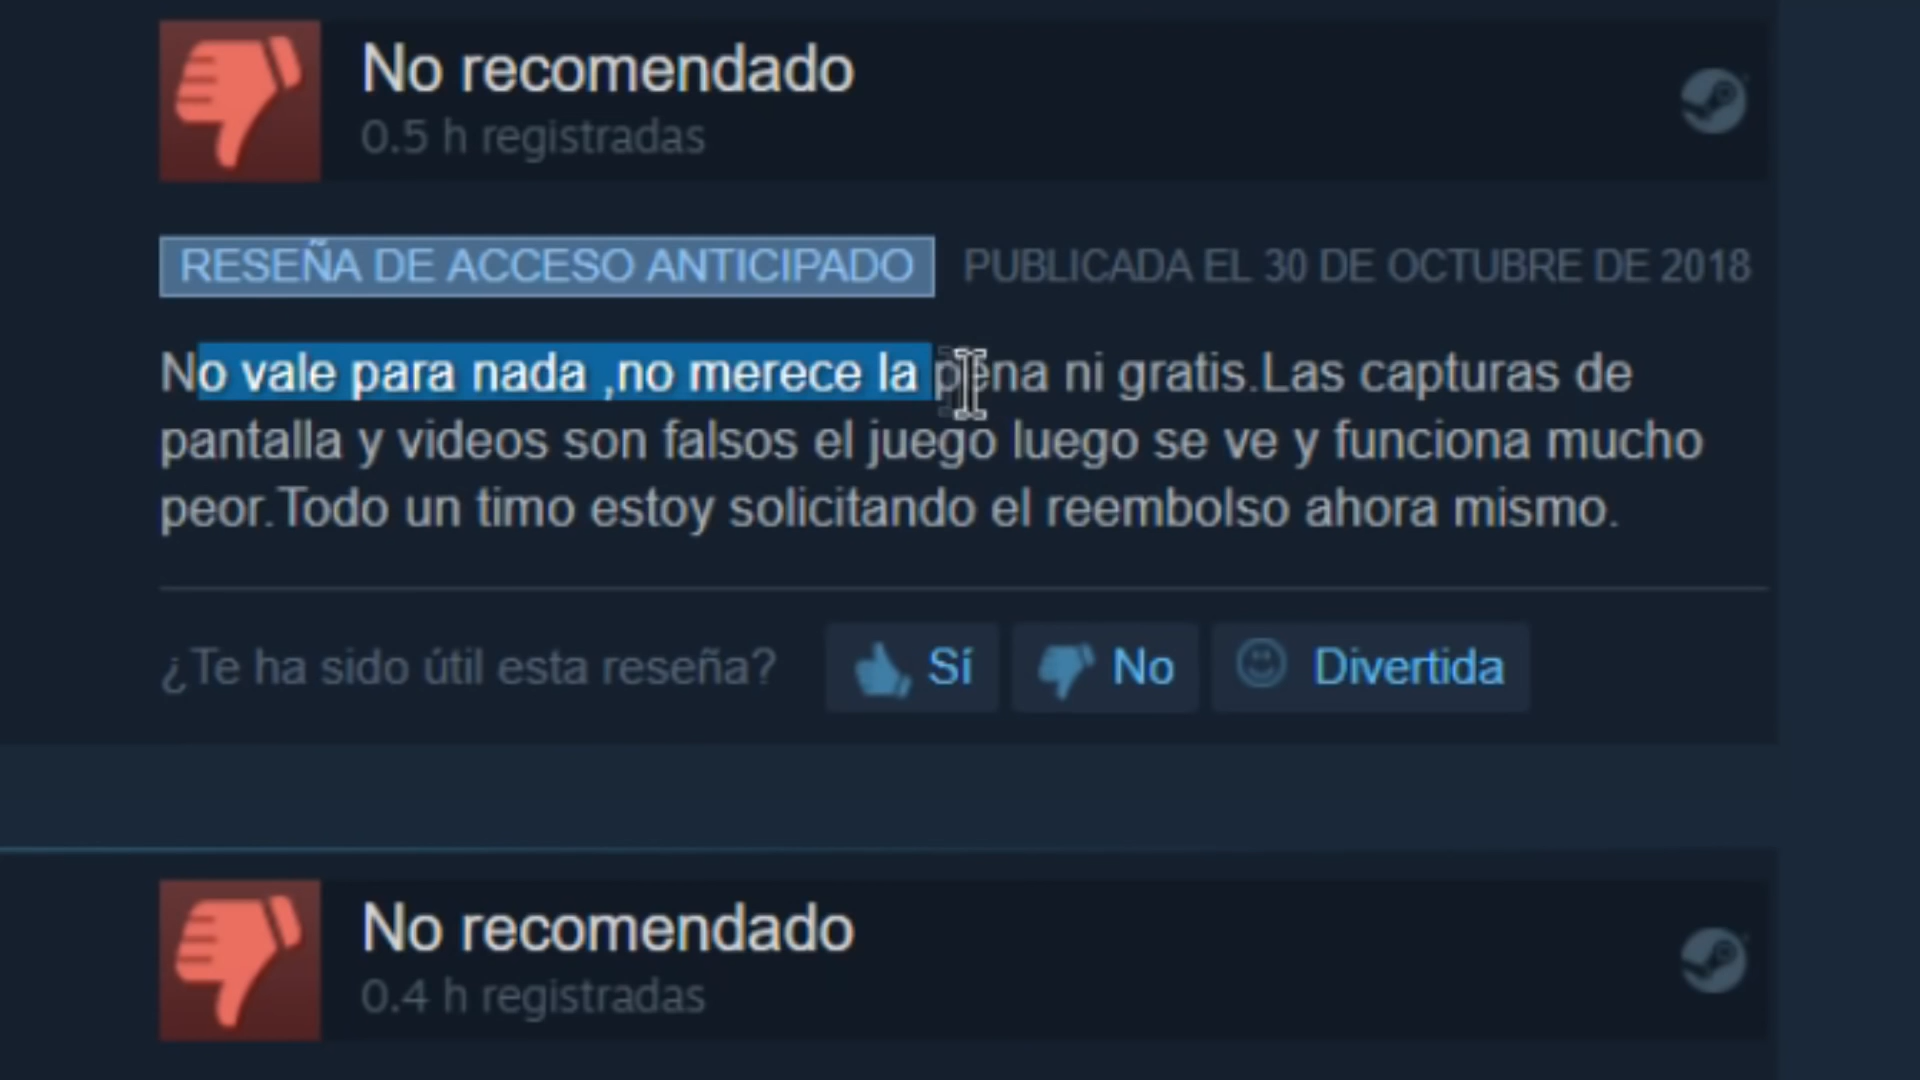 No recomendado
0.5 h registradas
RESEÑA DE ACCESO ANTICIPADO PUBLICADA EL 30 DE OCTUBRE DE 2018
No vale para nada ,no merece la pena ni gratis.Las capturas de
pantalla y videos son falsos el juego luego se ve y funciona mucho
peor.Todo un timo estoy solicitando el reembolso ahora mismo.
¿Te ha sido útil esta reseña? Sí No Divertida
No recomendado
0.4 h registradas